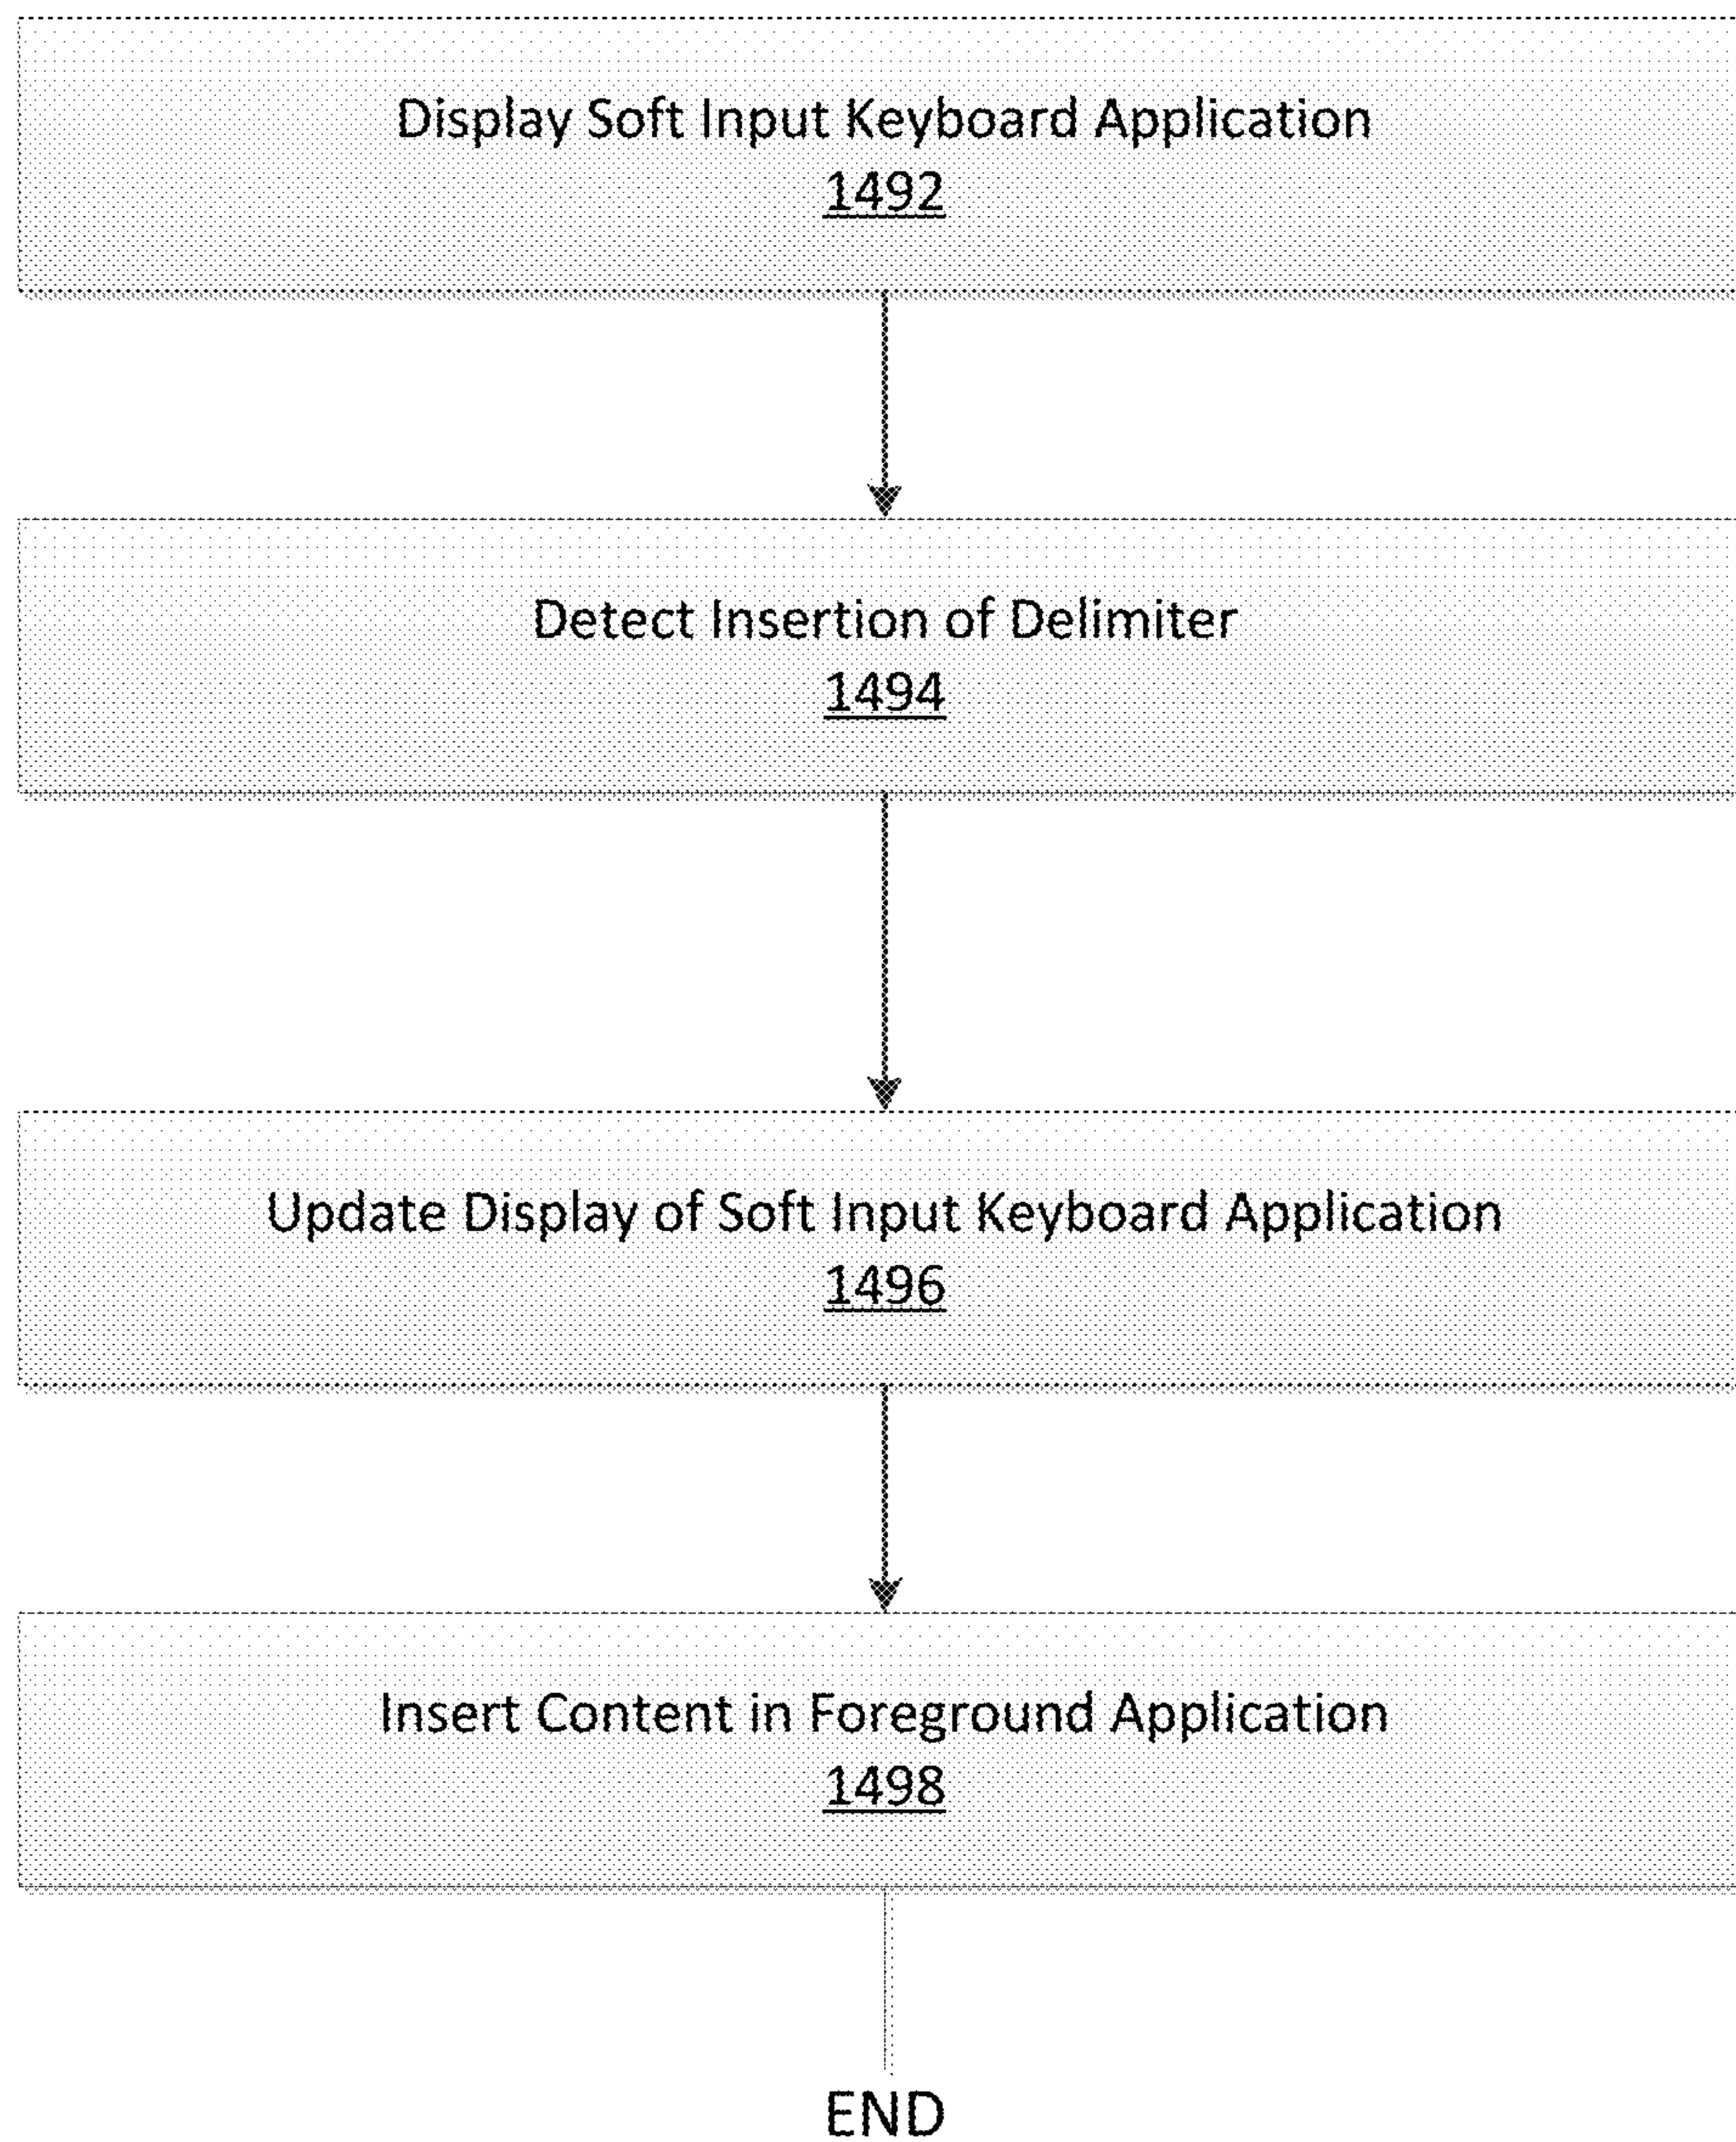 Display Soft Input Keyboard Application
1492
Detect Insertion of Delimiter
1494
Update Display of Soft Input Keyboard Application
1496
Insert Content in Foreground Application
1498
END